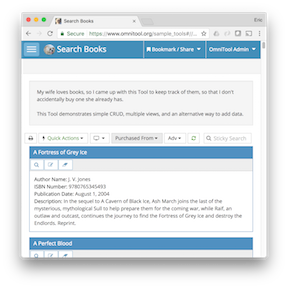 Search Books
Eric
Secure https://www.omnitool.org/sample_tools#/...
Search Books
Bookmark / Share
OmniTool Admin
My wife loves books, so I came up with this Tool to keep track of them, so that I don't
accidentally buy one she already has.
This Tool demonstrates simple CRUD, multiple views, and an alternative way to add data.
Quick Actions
Purchased From
Adv
Sticky Search
A Fortress of Grey Ice
Author Name: J. V. Jones
ISBN Number: 9780765345493
Publication Date: August 1, 2004
Description: In the sequel to A Cavern of Black Ice, Ash March joins the last of the
mysterious, mythological Sull to help prepare them for the coming war, while Raif, an
outlaw and outcast, continues the journey to find the Fortress of Grey Ice and destroy the
Endlords. Reprint.
A Perfect Blood